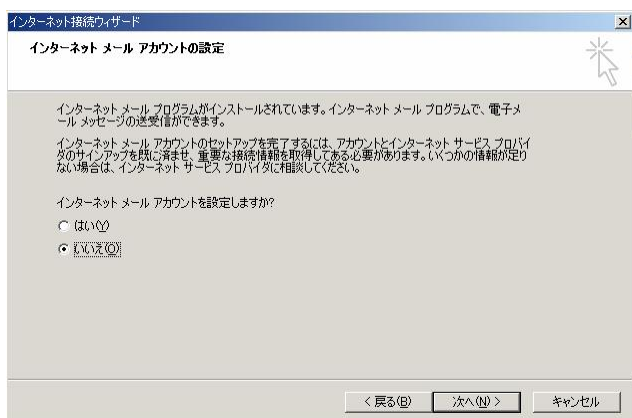 インターネット接続ウィザード
インターネット メール アカウントの設定
インターネット メール プログラムがインストールされています。インターネット メール プログラムで、電子メ
ール メッセージの送受信ができます。
インターネット メール アカウントのセットアップを完了するには、アカウントとインターネット サービス プロバイ
ダのサインアップを既に済ませ、重要な接続情報を取得してある必要があります。いくつかの情報が足り
ない場合は、インターネット サービス プロバイダに相談してください。
インターネット メール アカウントを設定しますか?
はい(Y)
いいえ(O)
< 戻る(B)
次へ(N) >
キャンセル